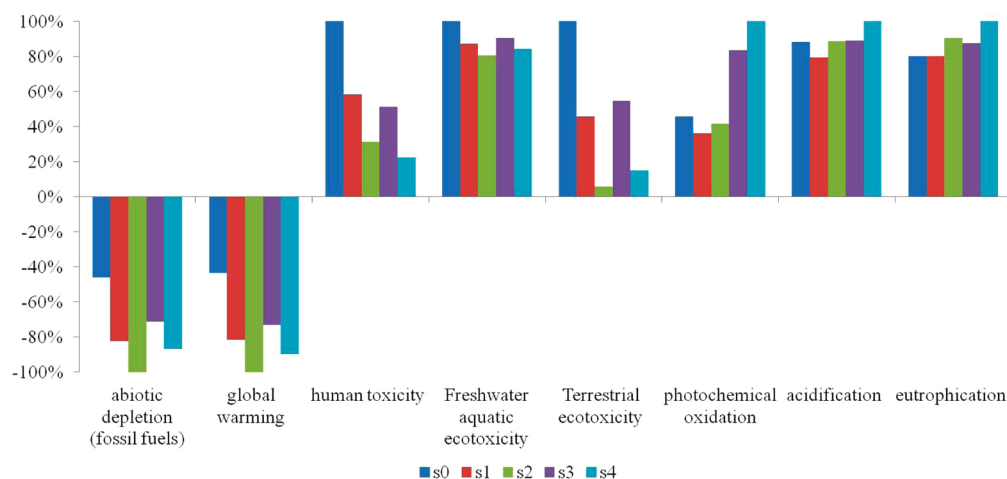 100%
80%
60%
40%
20%
0%
-20%
-40%
-60%
-80%
-100%
abiotic
depletion
(fossil fuels)
global
warming
human toxicity
Freshwater
aquatic
ecotoxicity
Terrestrial
ecotoxicity
photochemical
oxidation
acidification
eutrophication
s0 s1 s2 s3 s4